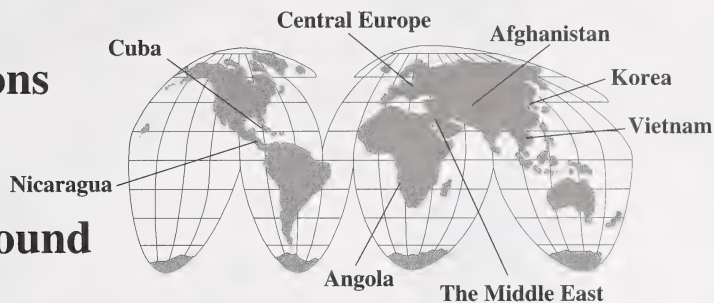 Central Europe
Cuba
Afghanistan
ons
Korea
Vietnam
Nicaragua
ound
Angola
The Middle East